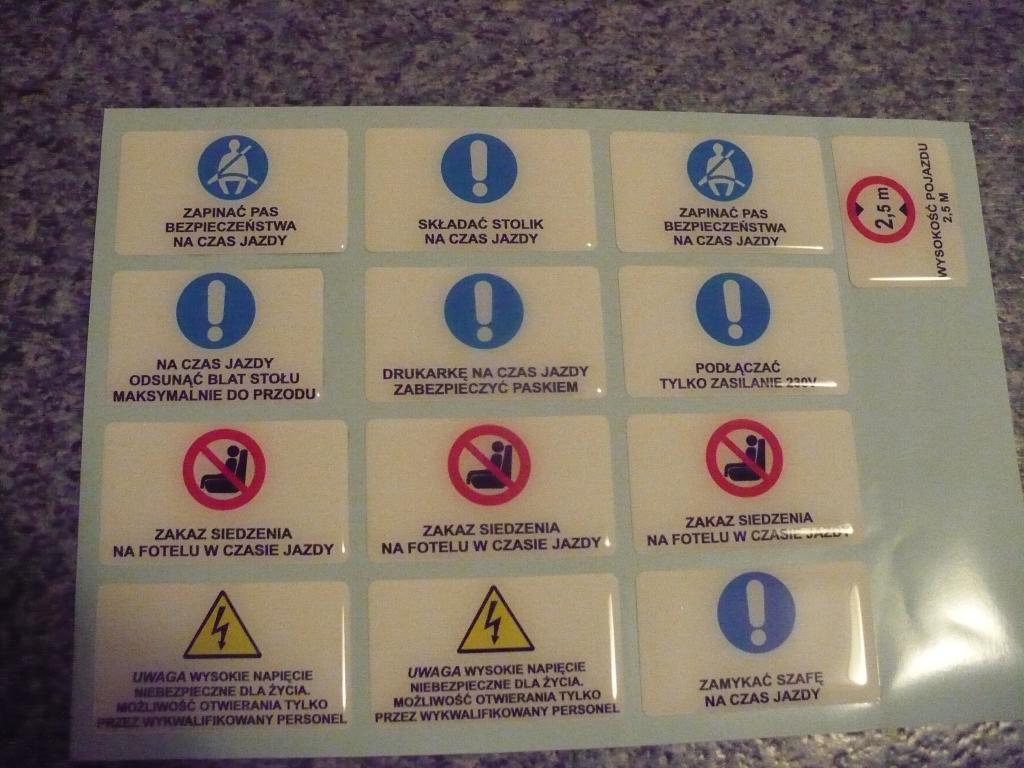 ZAPINAĆ PAS
BEZPIECZEŃSTWA
NA CZAS JAZDY
SKŁADAĆ STOLIK
NA CZAS JAZDY
ZAPINAĆ PAS
BEZPIECZEŃSTWA
NA CZAS JAZDY
2,5 m
WYSOKOŚĆ POJAZDU
2,5 M
NA CZAS JAZDY
ODSUNĄĆ BLAT STOŁU
MAKSYMALNIE DO PRZODU
DRUKARKĘ NA CZAS JAZDY
ZABEZPIECZYĆ PASKIEM
PODŁĄCZAĆ
TYLKO ZASILANIE 230V
ZAKAZ SIEDZENIA
NA FOTELU W CZASIE JAZDY
ZAKAZ SIEDZENIA
NA FOTELU W CZASIE JAZDY
ZAKAZ SIEDZENIA
NA FOTELU W CZASIE JAZDY
UWAGA WYSOKIE NAPIĘCIE
NIEBEZPIECZNE DLA ŻYCIA.
MOŻLIWOŚĆ OTWIERANIA TYLKO
PRZEZ WYKWALIFIKOWANY PERSONEL
UWAGA WYSOKIE NAPIĘCIE
NIEBEZPIECZNE DLA ŻYCIA.
MOŻLIWOŚĆ OTWIERANIA TYLKO
PRZEZ WYKWALIFIKOWANY PERSONEL
ZAMYKAĆ SZAFĘ
NA CZAS JAZDY